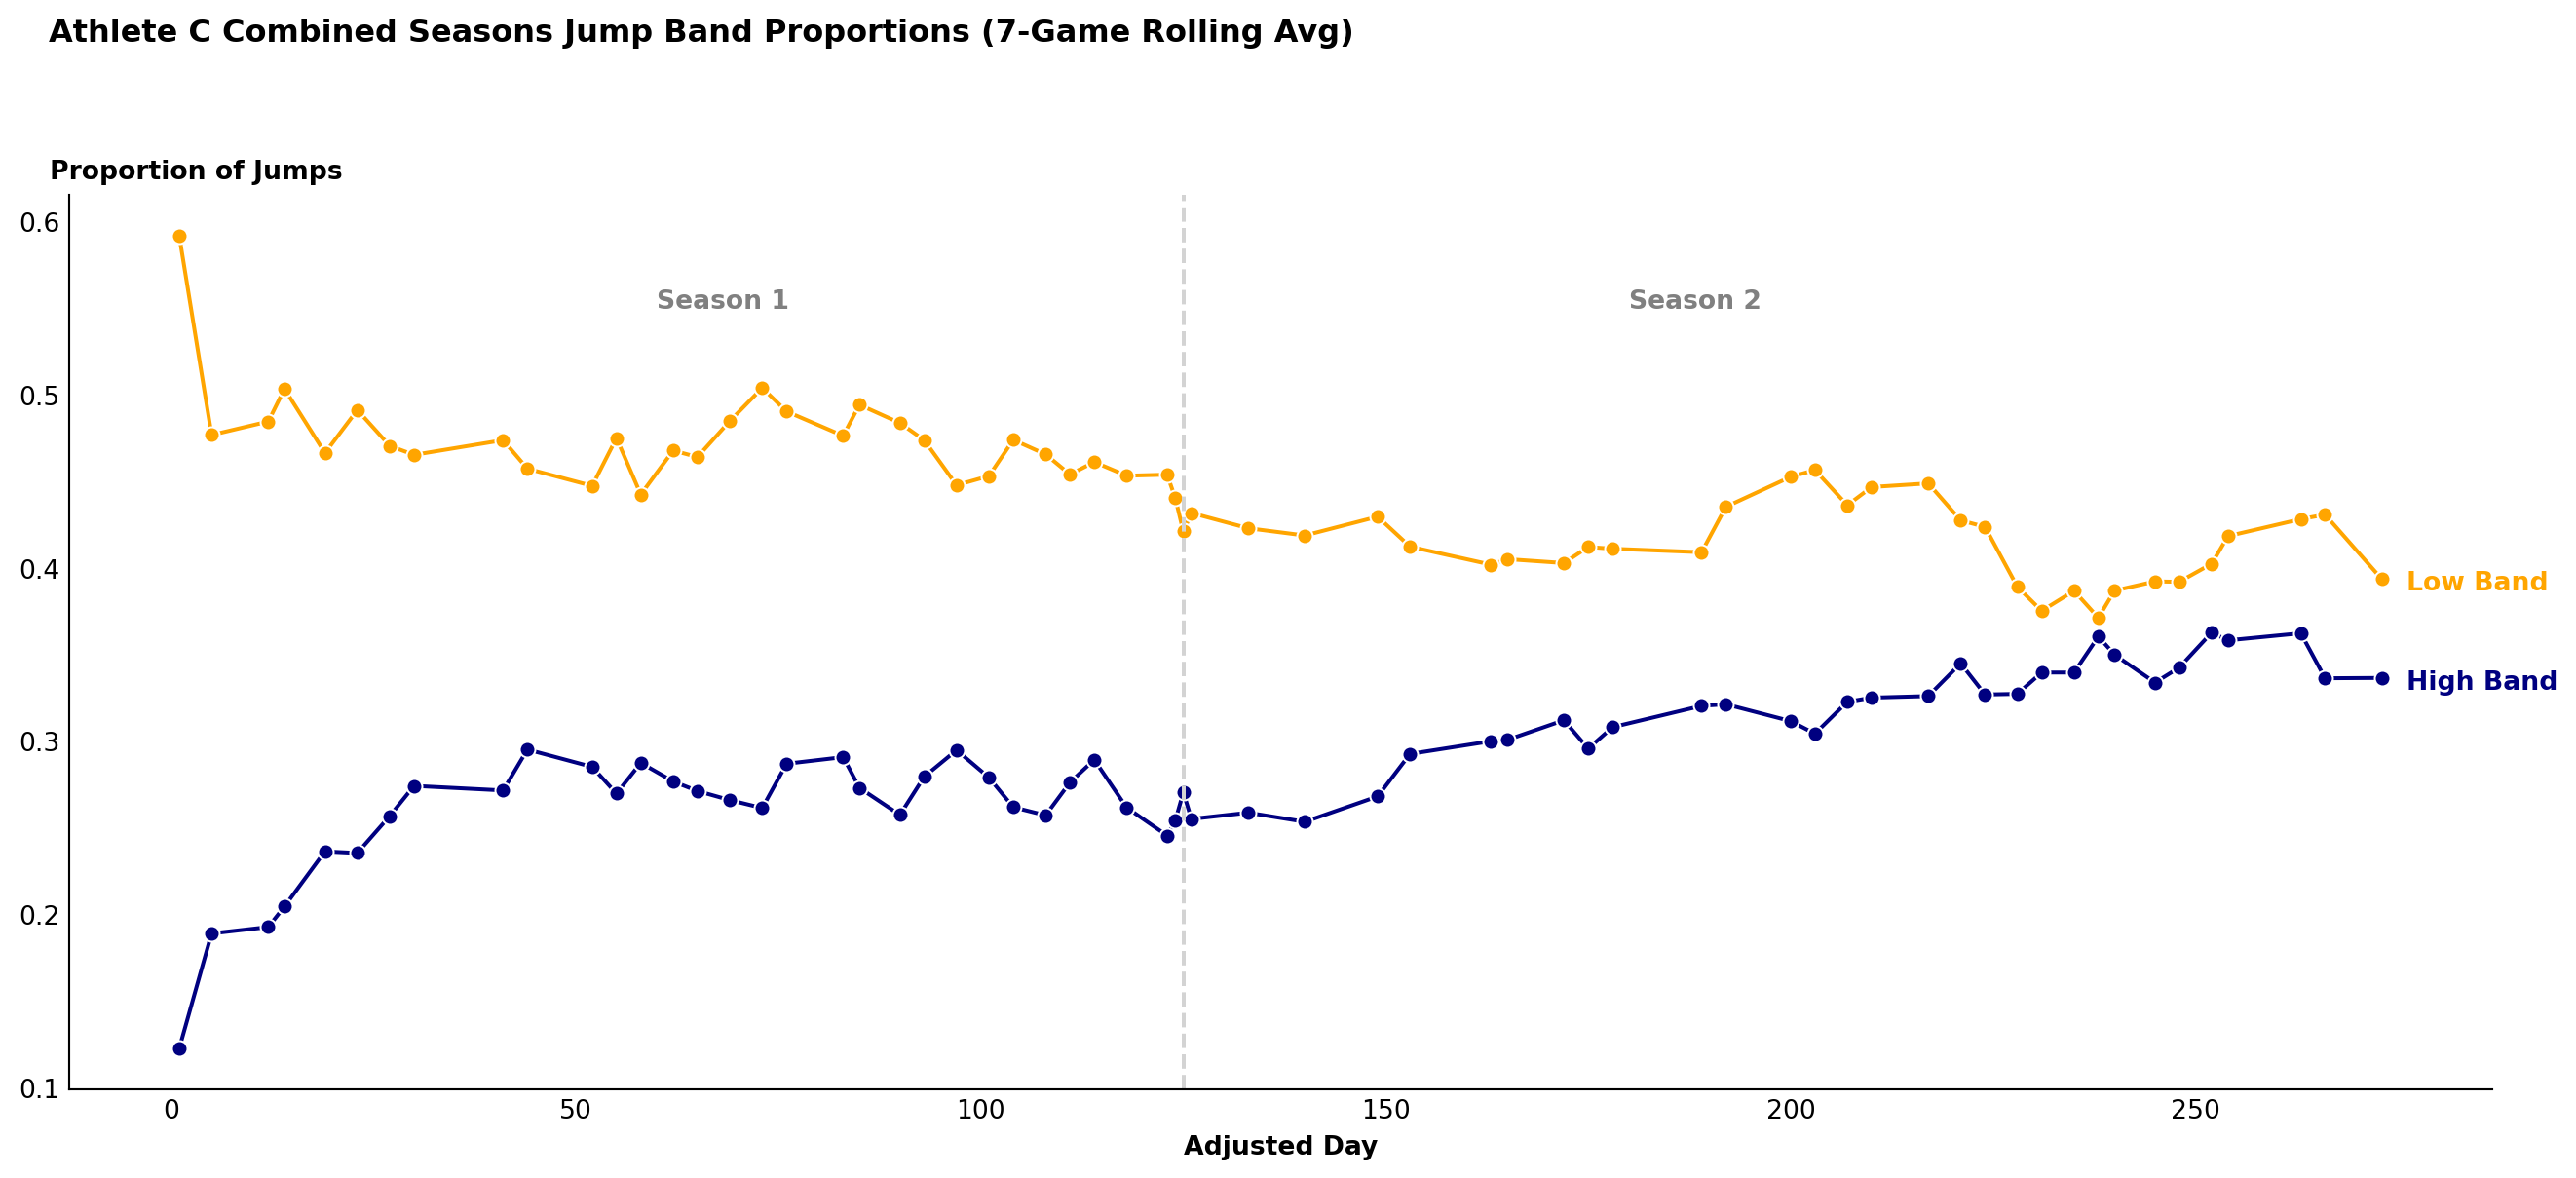 Athlete C Combined Seasons Jump Band Proportions (7-Game Rolling Avg)
Proportion of Jumps
0.6
Season 1
Season 2
0.5
0.4
Low Band
High Band
0.3
0.2
0.1
0 50 100 150 200 250
Adjusted Day